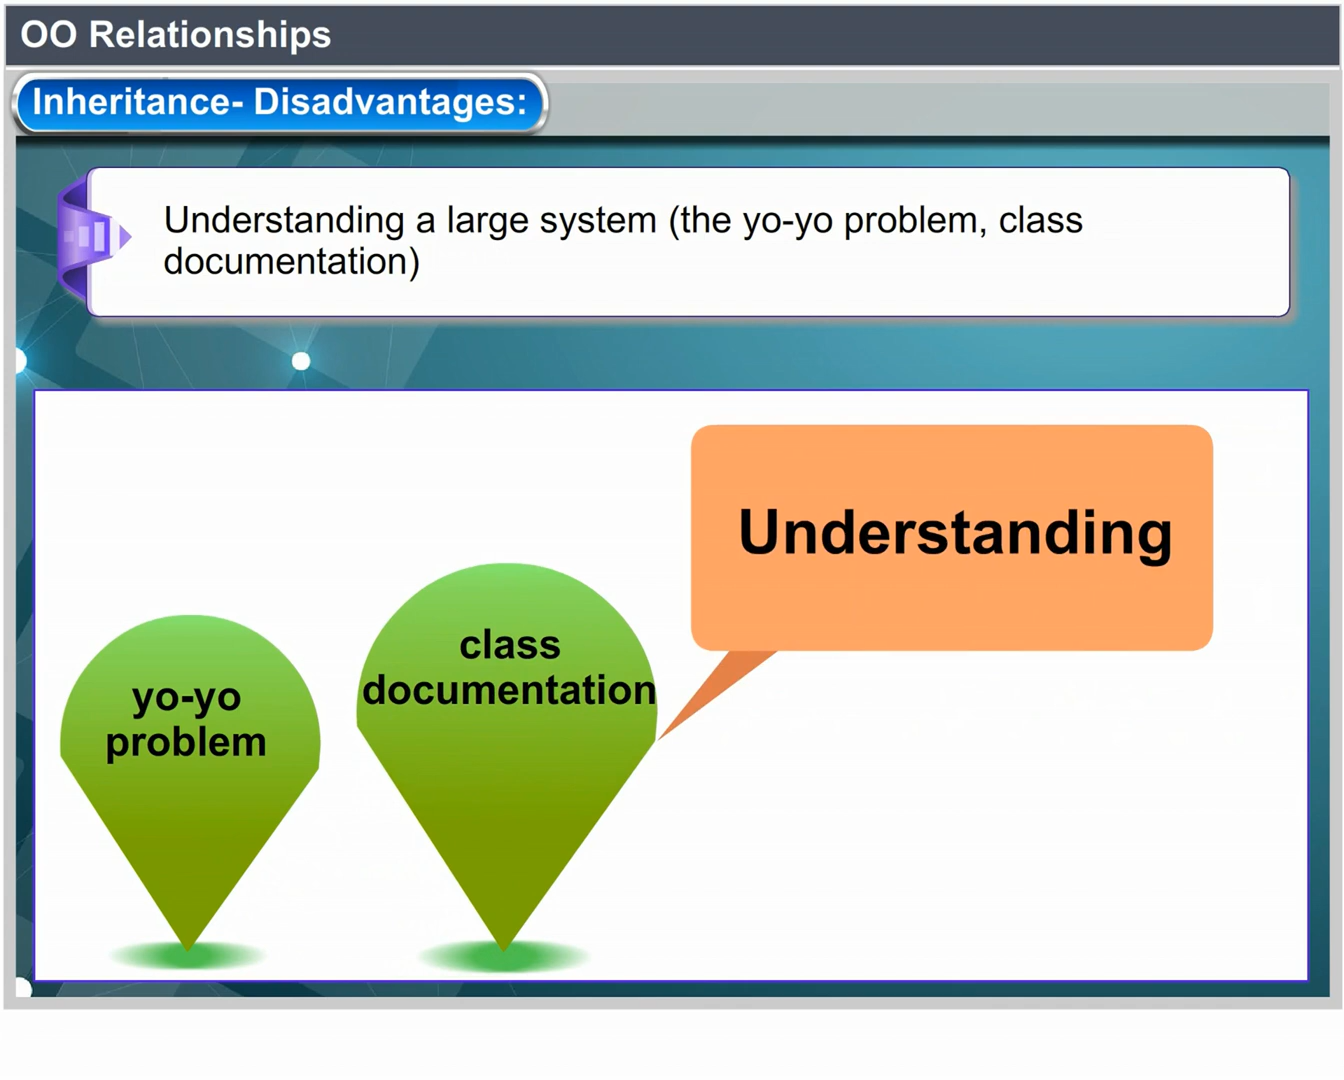 OO Relationships
Inheritance- Disadvantages:
Understanding a large system (the yo-yo problem, class
documentation)
Understanding
class
documentation
yo-yo
problem